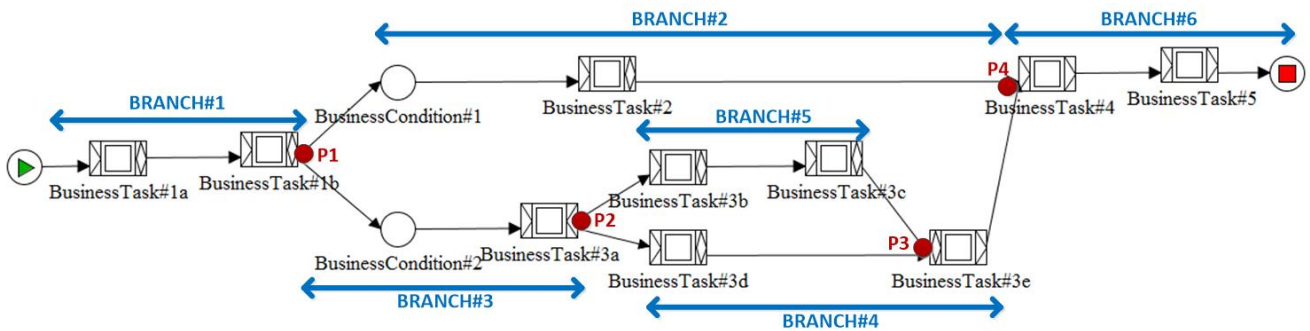 BRANCH#2
BRANCH#6
P4
BusinessTask#2
BusinessTask#4
BusinessTask#5
BRANCH#1
BusinessCondition#1
BRANCH#5
P1
BusinessTask#1a
BusinessTask#1b
BusinessTask#3b
BusinessTask#3c
P2
P3
BusinessCondition#2
BusinessTask#3a
BusinessTask#3d
BusinessTask#3e
BRANCH#3
BRANCH#4